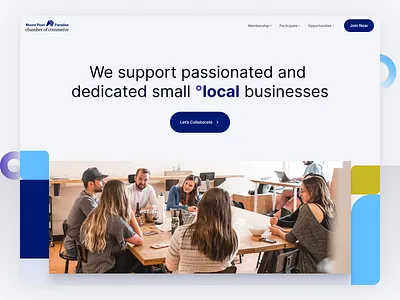 Mount Pearl Paradise
chamber of commerce
Membership
Participate
Opportunities
Join Now
We support passionated and
dedicated small °local businesses
Let's Collaborate